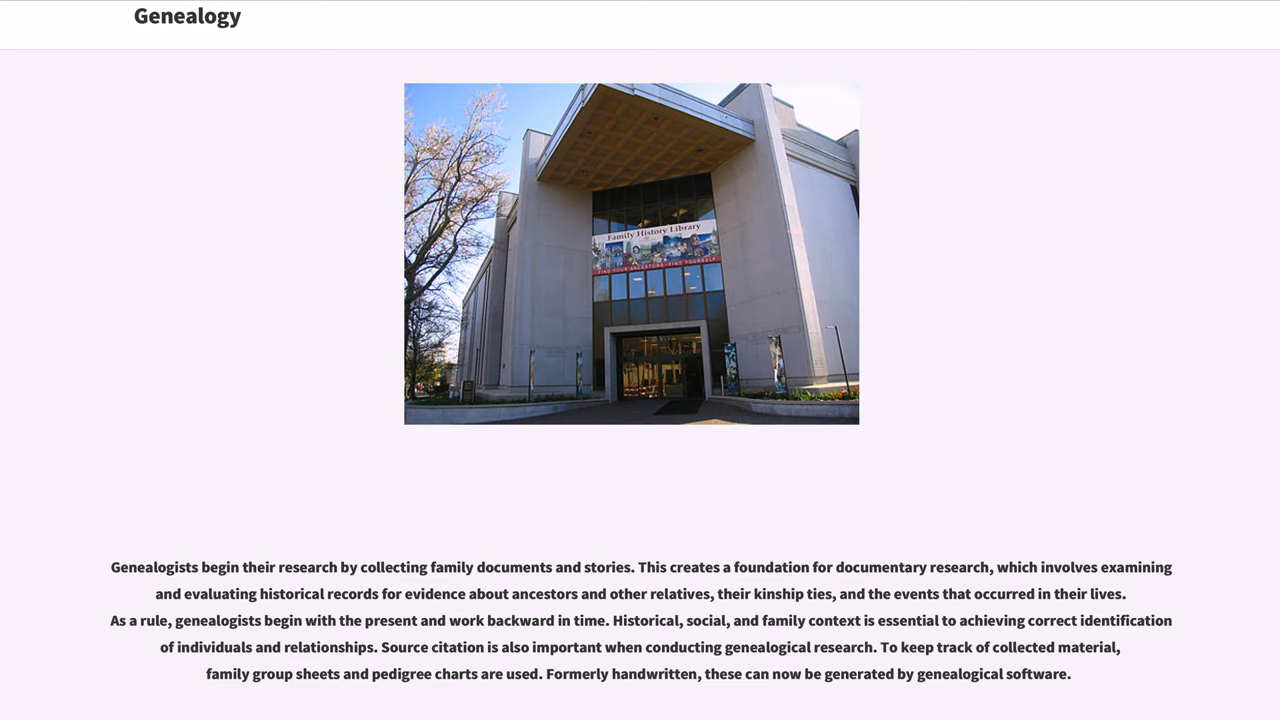 Genealogy
Family History Library
FIND YOUR ANCESTORS • FIND YOURSELF
Genealogists begin their research by collecting family documents and stories. This creates a foundation for documentary research, which involves examining
and evaluating historical records for evidence about ancestors and other relatives, their kinship ties, and the events that occurred in their lives.
As a rule, genealogists begin with the present and work backward in time. Historical, social, and family context is essential to achieving correct identification
of individuals and relationships. Source citation is also important when conducting genealogical research. To keep track of collected material,
family group sheets and pedigree charts are used. Formerly handwritten, these can now be generated by genealogical software.